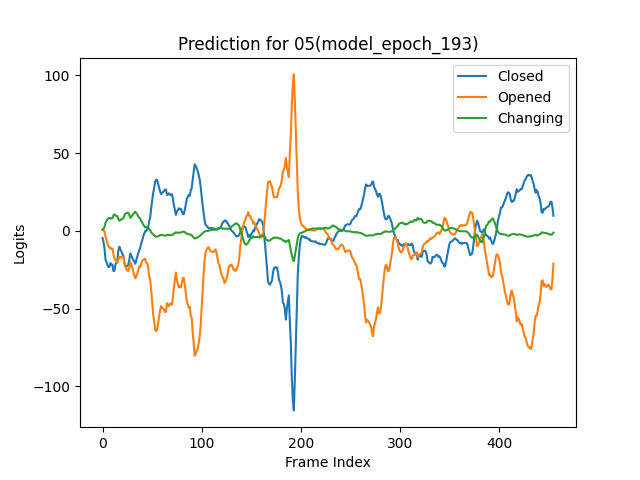 Prediction for 05(model_epoch_193)
Closed
Opened
Changing
100
50
0
−50
−100
Logits
0
100
200
300
400
Frame Index